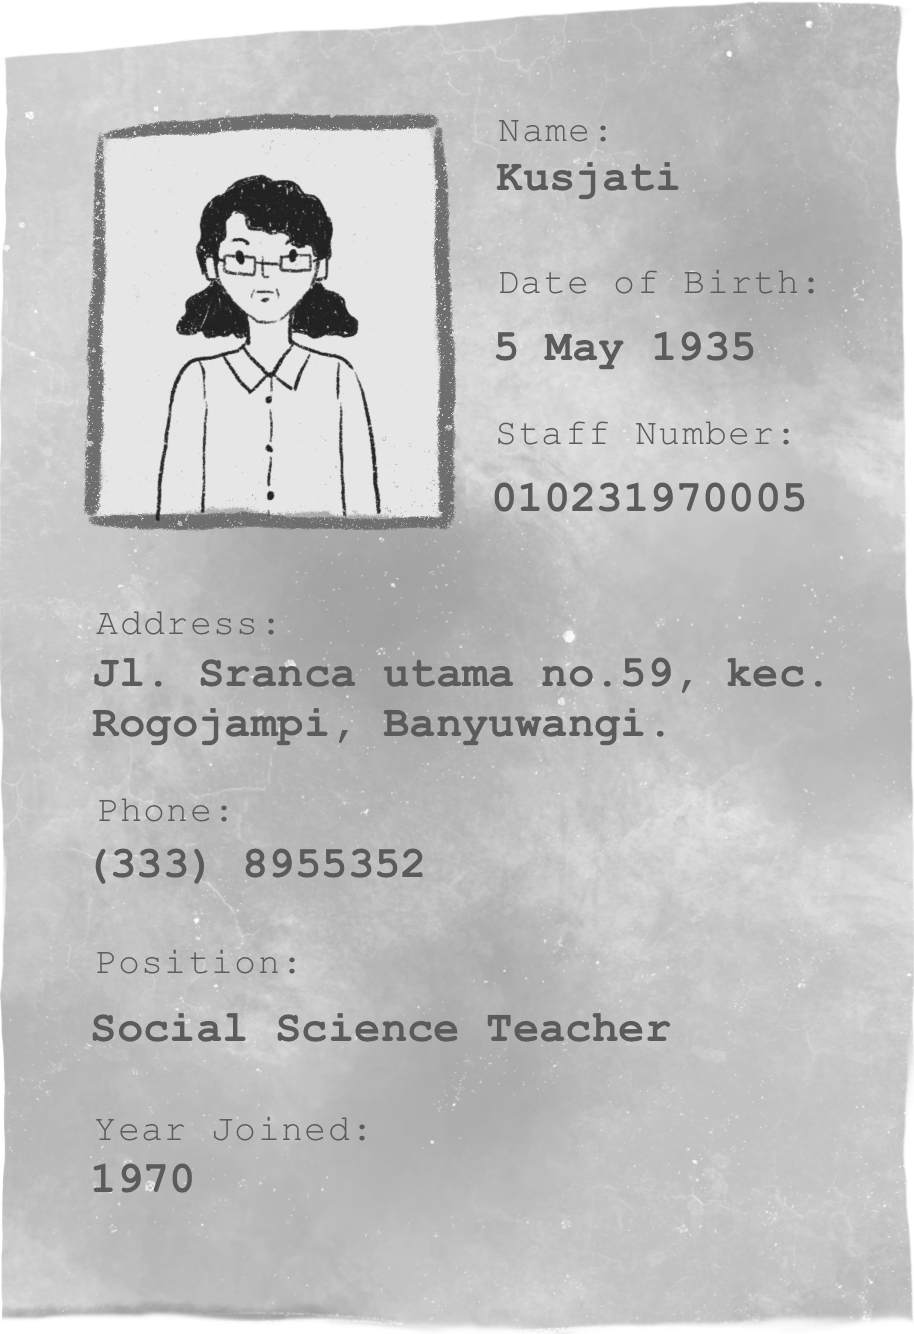 Name:
Kusjati
Date of Birth:
5 May 1935
Staff Number:
010231970005
Address:
Jl. Sranca utama no.59, kec.
Rogojampi, Banyuwangi.
Phone:
(333) 8955352
Position:
Social Science Teacher
Year Joined:
1970